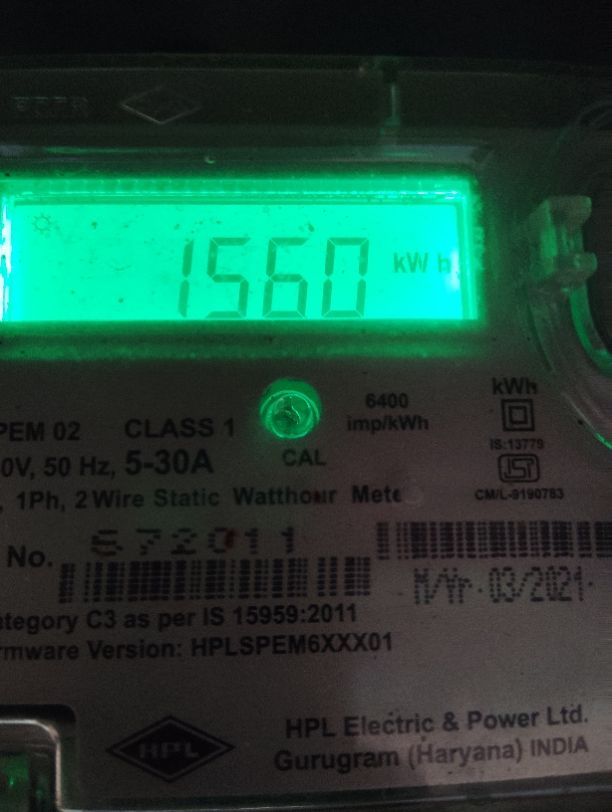 1560 kWh
PEM 02 CLASS 1
6400
imp/kWh
kWh
0V, 50 Hz, 5-30A
CAL
IS:13779
ISI
, 1Ph, 2 Wire Static Watthour Mete
CM/L-9190783
No. 572011
M/Yr-03/2021
ategory C3 as per IS 15959:2011
rmware Version: HPLSPEM6XXX01
HPL
HPL Electric & Power Ltd.
Gurugram (Haryana) INDIA